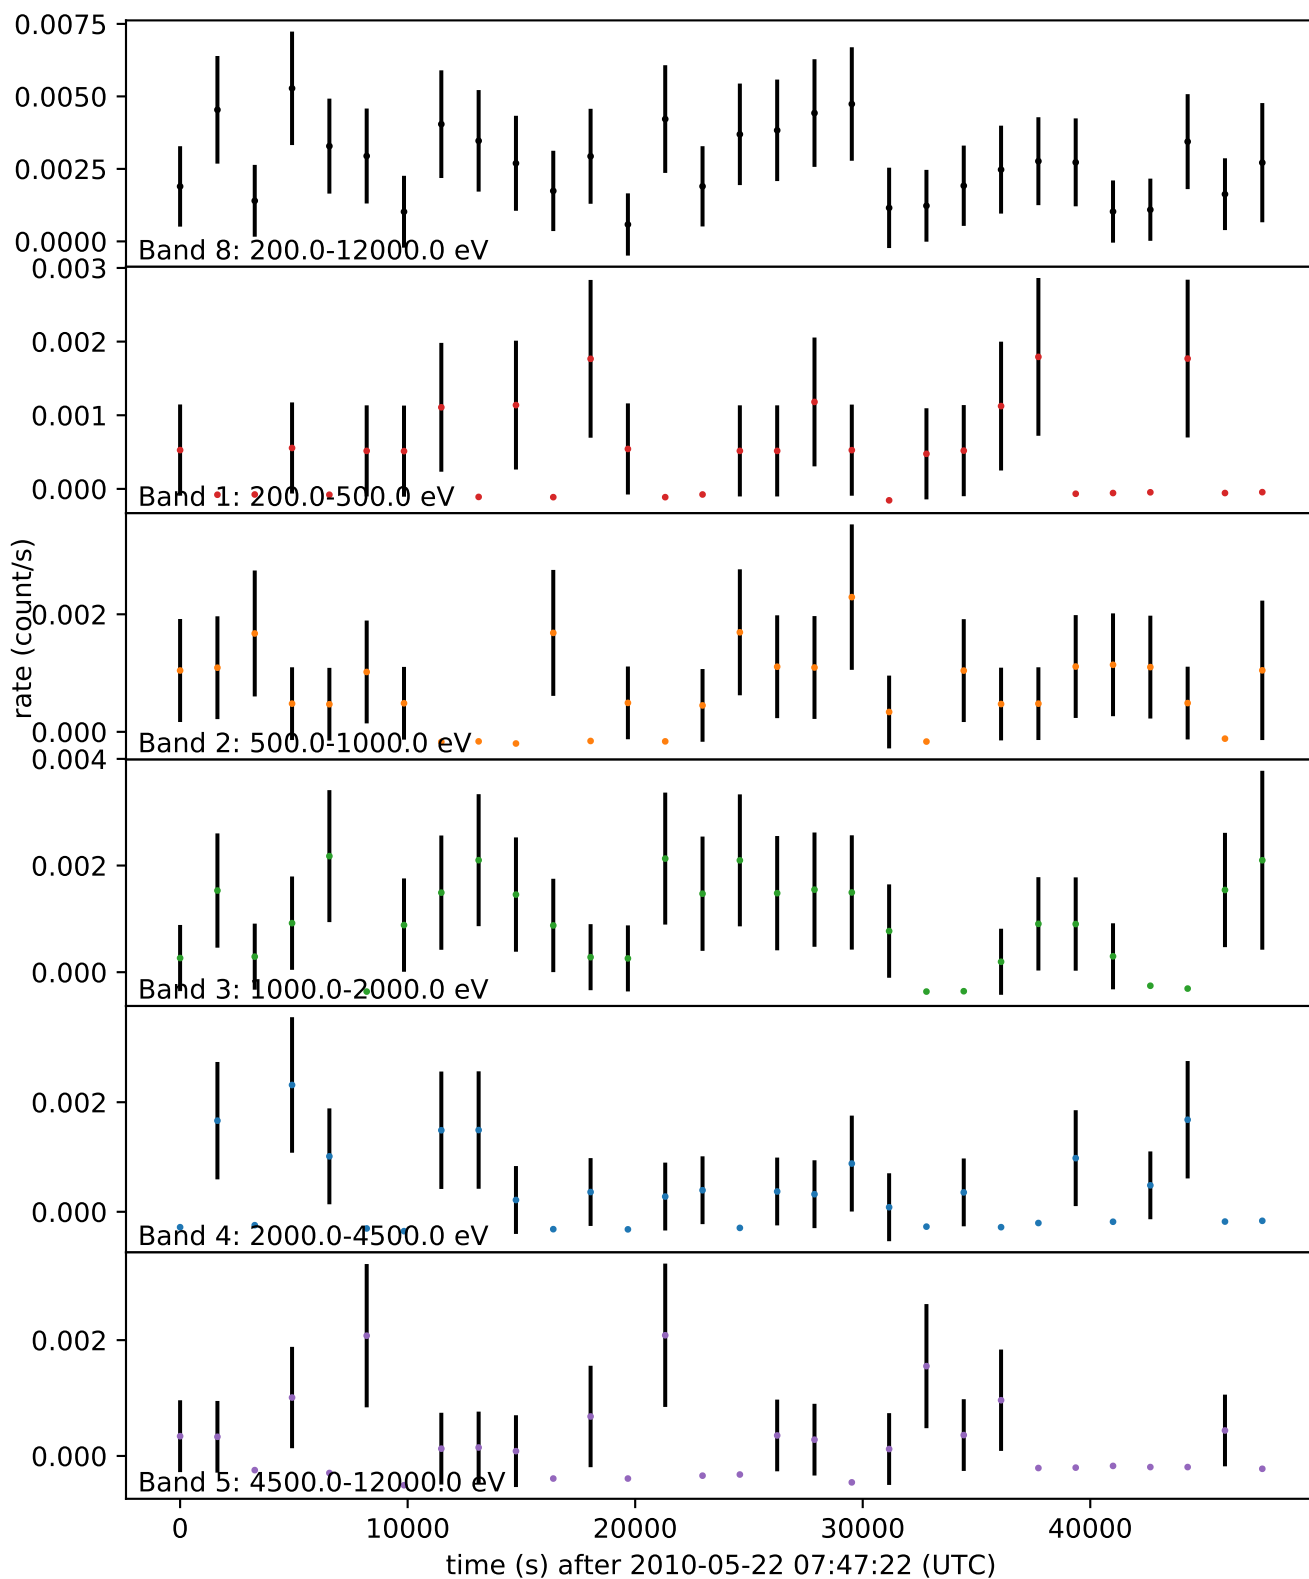 0.0075
0.0050
0.0025
0.0000
Band 8: 200.0-12000.0 eV
0.003
0.002
0.001
0.000
Band 1: 200.0-500.0 eV
rate (count/s)
0.002
0.000
Band 2: 500.0-1000.0 eV
0.004
0.002
0.000
Band 3: 1000.0-2000.0 eV
0.002
0.000
Band 4: 2000.0-4500.0 eV
0.002
0.000
Band 5: 4500.0-12000.0 eV
0 10000 20000 30000 40000
time (s) after 2010-05-22 07:47:22 (UTC)